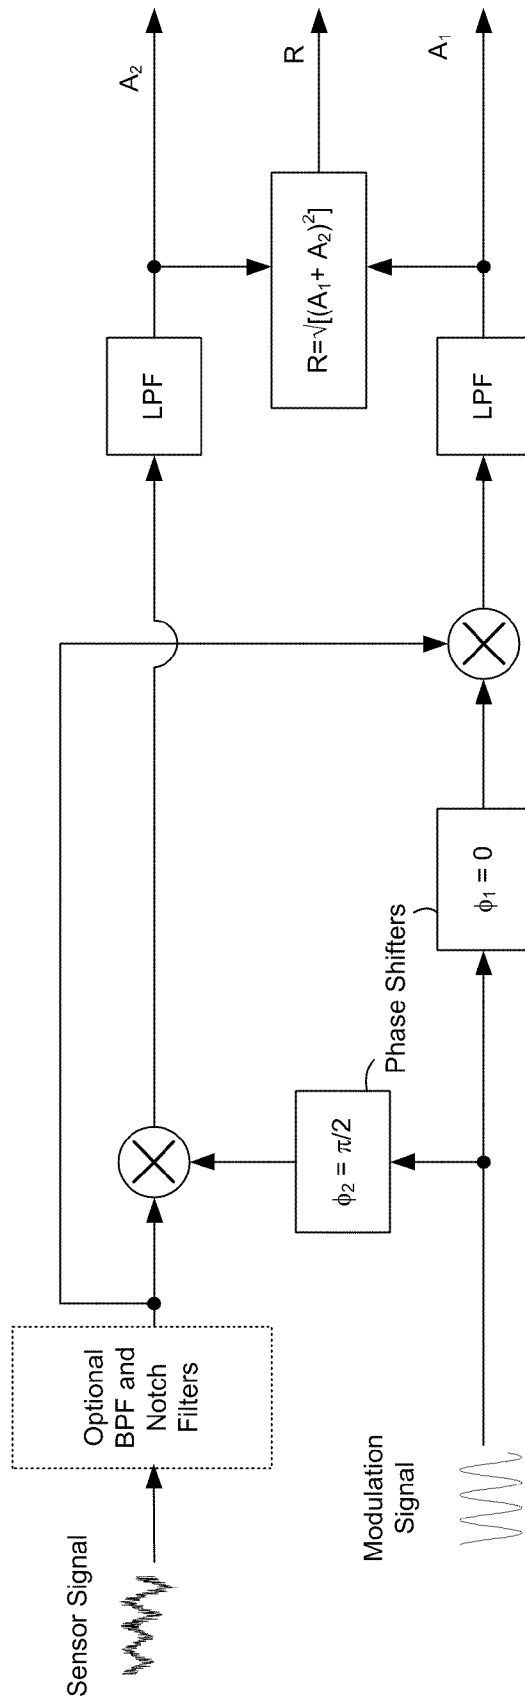 Sensor Signal
Optional
BPF and
Notch
Filters
Modulation
Signal
ϕ₂ = π/2
Phase Shifters
ϕ₁ = 0
LPF
LPF
R=√[(A₁+ A₂)²]
A₂
R
A₁